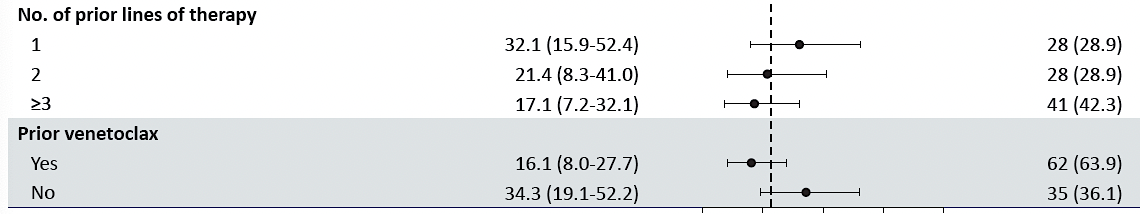 No. of prior lines of therapy
1 32.1 (15.9-52.4) 28 (28.9)
2 21.4 (8.3-41.0) 28 (28.9)
≥3 17.1 (7.2-32.1) 41 (42.3)
Prior venetoclax
Yes 16.1 (8.0-27.7) 62 (63.9)
No 34.3 (19.1-52.2) 35 (36.1)